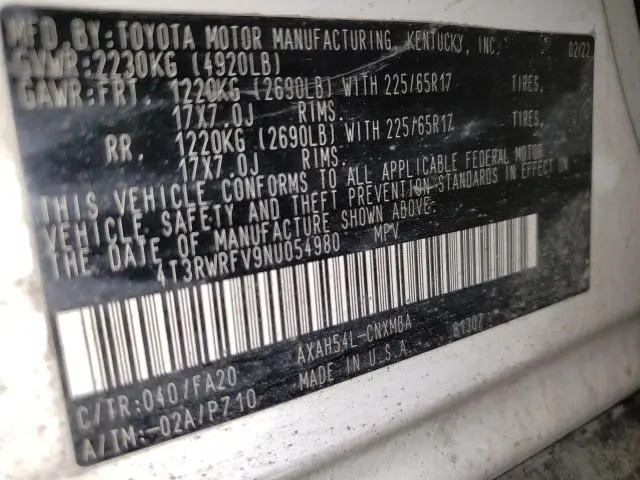 MFD BY:TOYOTA MOTOR MANUFACTURING, KENTUCKY, INC. 02/22
GVWR:2230KG (4920LB)
GAWR:FRT. 1220KG (2690LB) WITH 225/65R17 TIRES,
17X7.0J RIMS.
RR. 1220KG (2690LB) WITH 225/65R17 TIRES,
17X7.0J RIMS.
THIS VEHICLE CONFORMS TO ALL APPLICABLE FEDERAL MOTOR
VEHICLE SAFETY AND THEFT PREVENTION STANDARDS IN EFFECT ON
THE DATE OF MANUFACTURE SHOWN ABOVE.
4T3RWRFV9NU054980 MPV
AXAH54L-CNXMBA 81307
C/TR:040/FA20 MADE IN U.S.A.
A/TM:-02A/P710